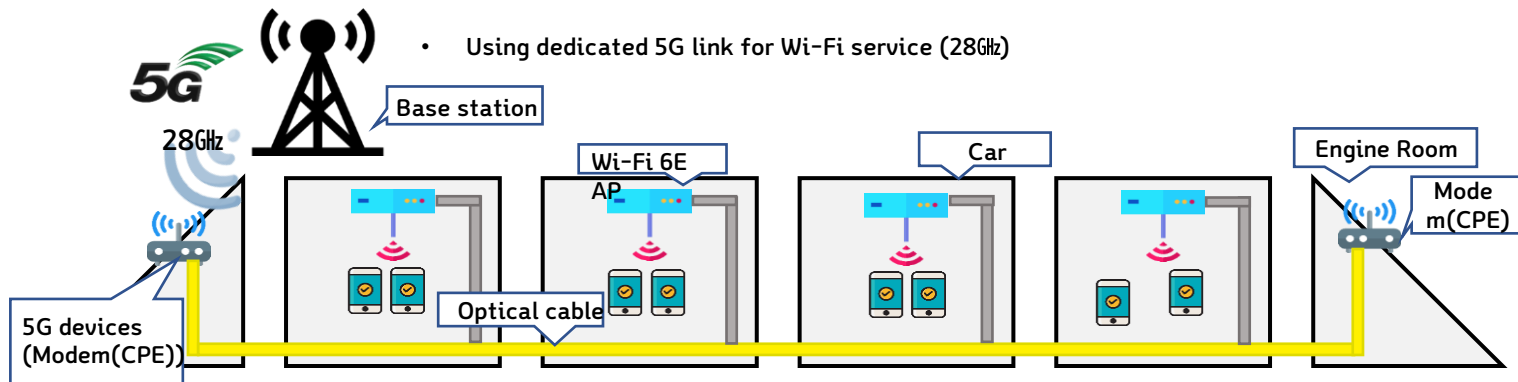 5G
• Using dedicated 5G link for Wi-Fi service (28㎓)
Base station
28㎓
Wi-Fi 6E
AP
Car
Engine Room
Mode
m(CPE)
Optical cable
5G devices
(Modem(CPE))